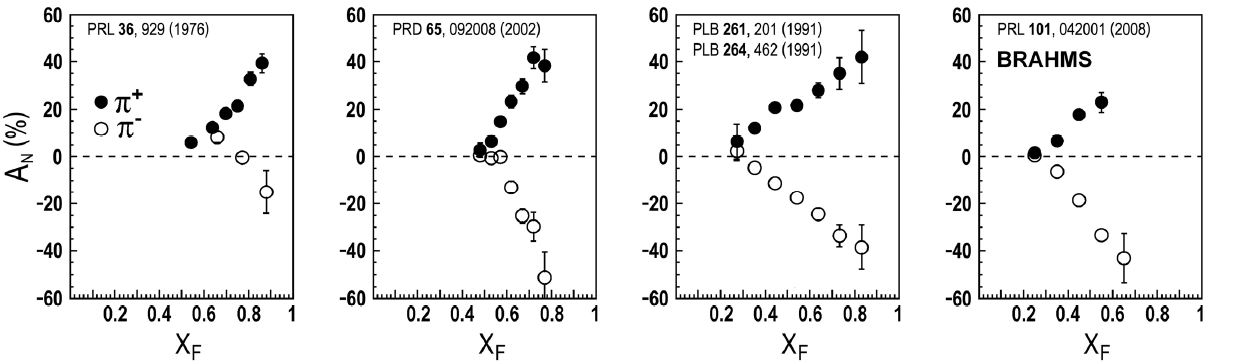 PRL 36, 929 (1976)
π+
π-
A_N (%)
60
40
20
0
-20
-40
-60
0.2 0.4 0.6 0.8 1
X_F
PRD 65, 092008 (2002)
60
40
20
0
-20
-40
-60
0.2 0.4 0.6 0.8 1
X_F
PLB 261, 201 (1991)
PLB 264, 462 (1991)
60
40
20
0
-20
-40
-60
0.2 0.4 0.6 0.8 1
X_F
PRL 101, 042001 (2008)
BRAHMS
60
40
20
0
-20
-40
-60
0.2 0.4 0.6 0.8 1
X_F